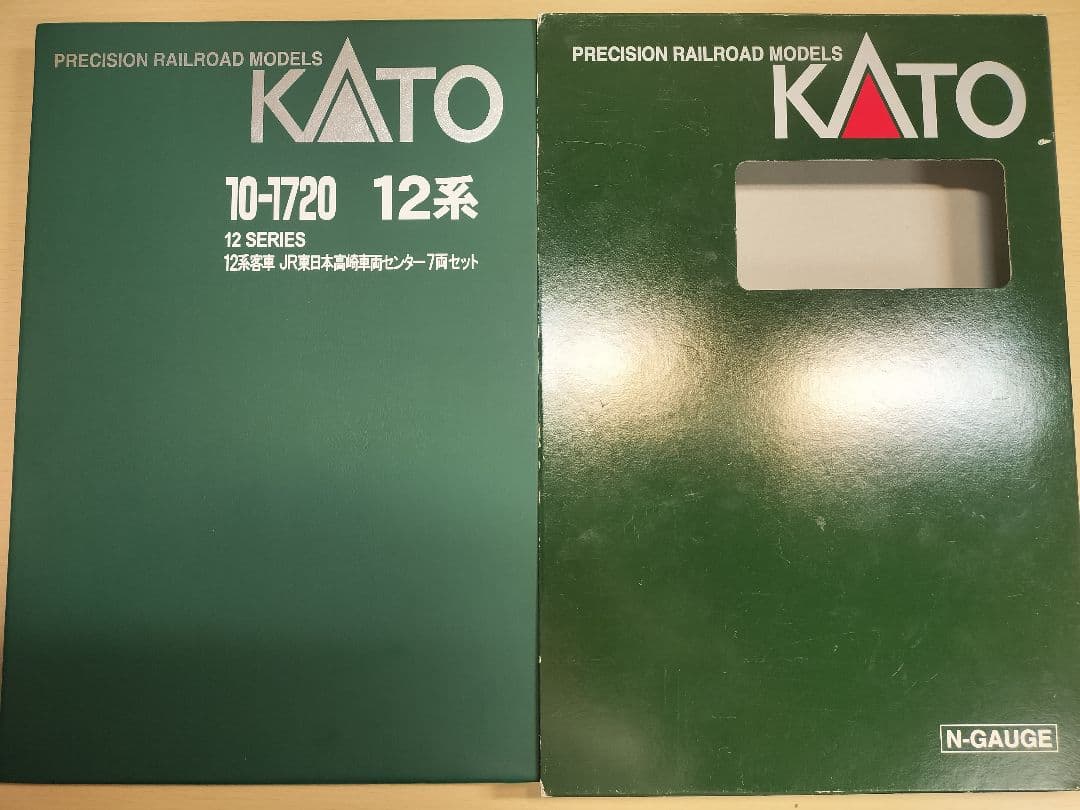 PRECISION RAILROAD MODELS
KATO
10-1720 12系
12 SERIES
12系客車 JR東日本高崎車両センター7両セット
PRECISION RAILROAD MODELS
KATO
N-GAUGE